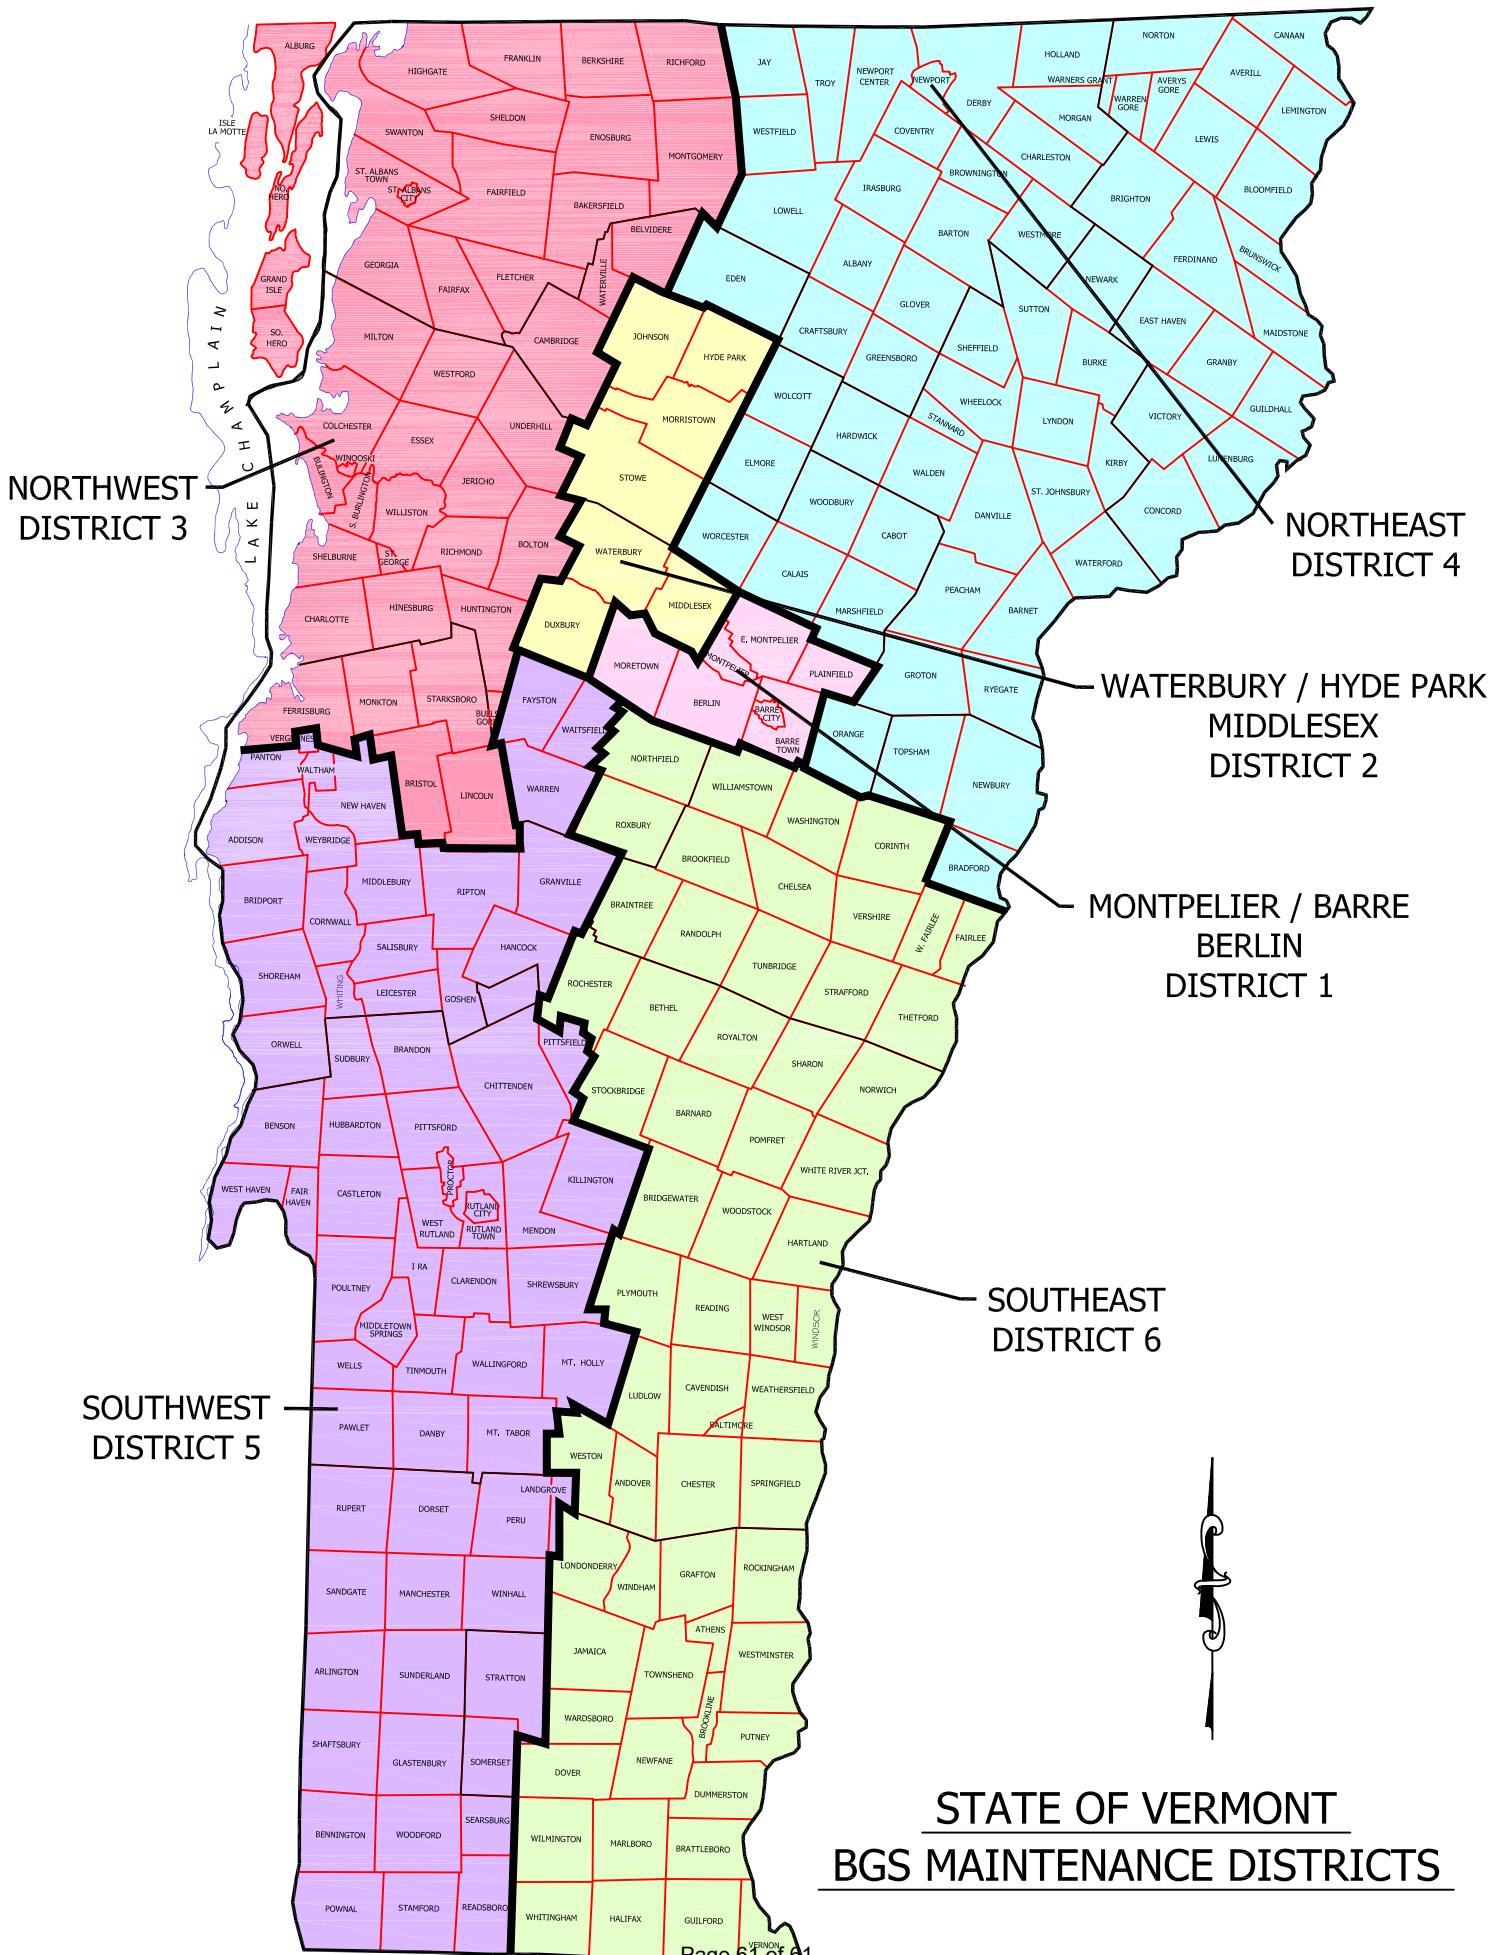 ALBURG
ISLE
LA MOTTE
NO.
HERO
GRAND
ISLE
SO.
HERO
LAKE CHAMPLAIN
HIGHGATE
FRANKLIN
BERKSHIRE
RICHFORD
SWANTON
SHELDON
ENOSBURG
MONTGOMERY
ST. ALBANS
TOWN
ST. ALBANS
CITY
FAIRFIELD
BAKERSFIELD
BELVIDERE
WATERVILLE
GEORGIA
FAIRFAX
FLETCHER
CAMBRIDGE
MILTON
WESTFORD
UNDERHILL
COLCHESTER
ESSEX
WINOOSKI
BULINGTON
S. BURLINGTON
WILLISTON
JERICHO
BOLTON
RICHMOND
SHELBURNE
ST.
GEORGE
HINESBURG
HUNTINGTON
CHARLOTTE
MONKTON
STARKSBORO
BUELS
GORE
FERRISBURG
VERGENNES
BRISTOL
LINCOLN
NORTHWEST
DISTRICT 3
JAY
TROY
NEWPORT
CENTER
NEWPORT
DERBY
HOLLAND
WARNERS GRANT
NORTON
CANAAN
AVERILL
AVERYS
GORE
WARREN
GORE
LEMINGTON
MORGAN
WESTFIELD
COVENTRY
LEWIS
CHARLESTON
BROWNINGTON
BLOOMFIELD
IRASBURG
BRIGHTON
LOWELL
BARTON
WESTMORE
BRUNSWICK
FERDINAND
EDEN
ALBANY
NEWARK
GLOVER
SUTTON
EAST HAVEN
MAIDSTONE
CRAFTSBURY
GREENSBORO
SHEFFIELD
BURKE
GRANBY
WOLCOTT
WHEELOCK
STANNARD
LYNDON
VICTORY
GUILDHALL
HARDWICK
ELMORE
WALDEN
KIRBY
LUNENBURG
WOODBURY
ST. JOHNSBURY
DANVILLE
CONCORD
WORCESTER
CABOT
WATERFORD
CALAIS
PEACHAM
MARSHFIELD
BARNET
GROTON
RYEGATE
ORANGE
TOPSHAM
NEWBURY
BRADFORD
NORTHEAST
DISTRICT 4
JOHNSON
HYDE PARK
MORRISTOWN
STOWE
WATERBURY
MIDDLESEX
DUXBURY
WATERBURY / HYDE PARK
MIDDLESEX
DISTRICT 2
E. MONTPELIER
MONTPELIER
MORETOWN
PLAINFIELD
BERLIN
BARRE
CITY
BARRE
TOWN
MONTPELIER / BARRE
BERLIN
DISTRICT 1
FAYSTON
WAITSFIELD
WARREN
PANTON
WALTHAM
NEW HAVEN
ADDISON
WEYBRIDGE
MIDDLEBURY
RIPTON
GRANVILLE
BRIDPORT
CORNWALL
SALISBURY
HANCOCK
SHOREHAM
WHITING
LEICESTER
GOSHEN
ORWELL
SUDBURY
BRANDON
CHITTENDEN
PITTSFIELD
BENSON
HUBBARDTON
PITTSFORD
PROCTOR
WEST HAVEN
FAIR
HAVEN
CASTLETON
WEST
RUTLAND
RUTLAND
CITY
RUTLAND
TOWN
MENDON
KILLINGTON
I RA
CLARENDON
SHREWSBURY
POULTNEY
MIDDLETOWN
SPRINGS
WELLS
TINMOUTH
WALLINGFORD
MT. HOLLY
PAWLET
DANBY
MT. TABOR
LANDGROVE
RUPERT
DORSET
PERU
SANDGATE
MANCHESTER
WINHALL
ARLINGTON
SUNDERLAND
STRATTON
SHAFTSBURY
GLASTENBURY
SOMERSET
SEARSBURG
BENNINGTON
WOODFORD
POWNAL
STAMFORD
READSBORO
SOUTHWEST
DISTRICT 5
NORTHFIELD
WILLIAMSTOWN
WASHINGTON
ROXBURY
BROOKFIELD
CORINTH
CHELSEA
VERSHIRE
W. FAIRLEE
FAIRLEE
BRAINTREE
RANDOLPH
TUNBRIDGE
STRAFFORD
THETFORD
ROCHESTER
BETHEL
ROYALTON
SHARON
NORWICH
STOCKBRIDGE
BARNARD
POMFRET
WHITE RIVER JCT.
BRIDGEWATER
WOODSTOCK
HARTLAND
PLYMOUTH
READING
WEST
WINDSOR
WINDSOR
LUDLOW
CAVENDISH
WEATHERSFIELD
BALTIMORE
WESTON
ANDOVER
CHESTER
SPRINGFIELD
LONDONDERRY
WINDHAM
GRAFTON
ROCKINGHAM
ATHENS
JAMAICA
TOWNSHEND
WESTMINSTER
WARDSBORO
BROOKLINE
PUTNEY
NEWFANE
DOVER
DUMMERSTON
WILMINGTON
MARLBORO
BRATTLEBORO
WHITINGHAM
HALIFAX
GUILFORD
VERNON
SOUTHEAST
DISTRICT 6
STATE OF VERMONT
BGS MAINTENANCE DISTRICTS
Page 61 of 61